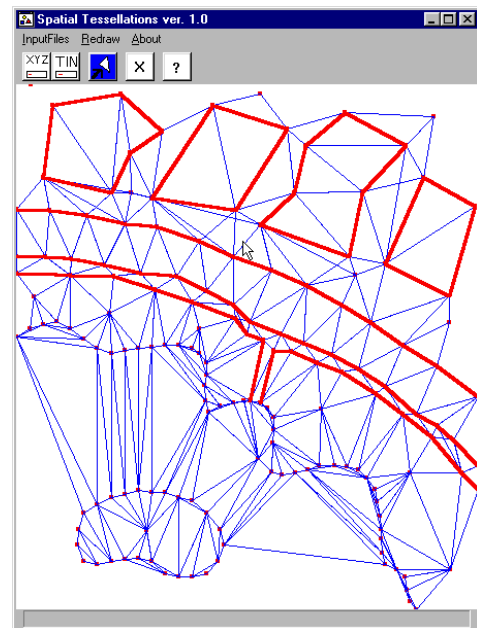 Spatial Tessellations ver. 1.0
InputFiles Redraw About
XYZ TIN X ?